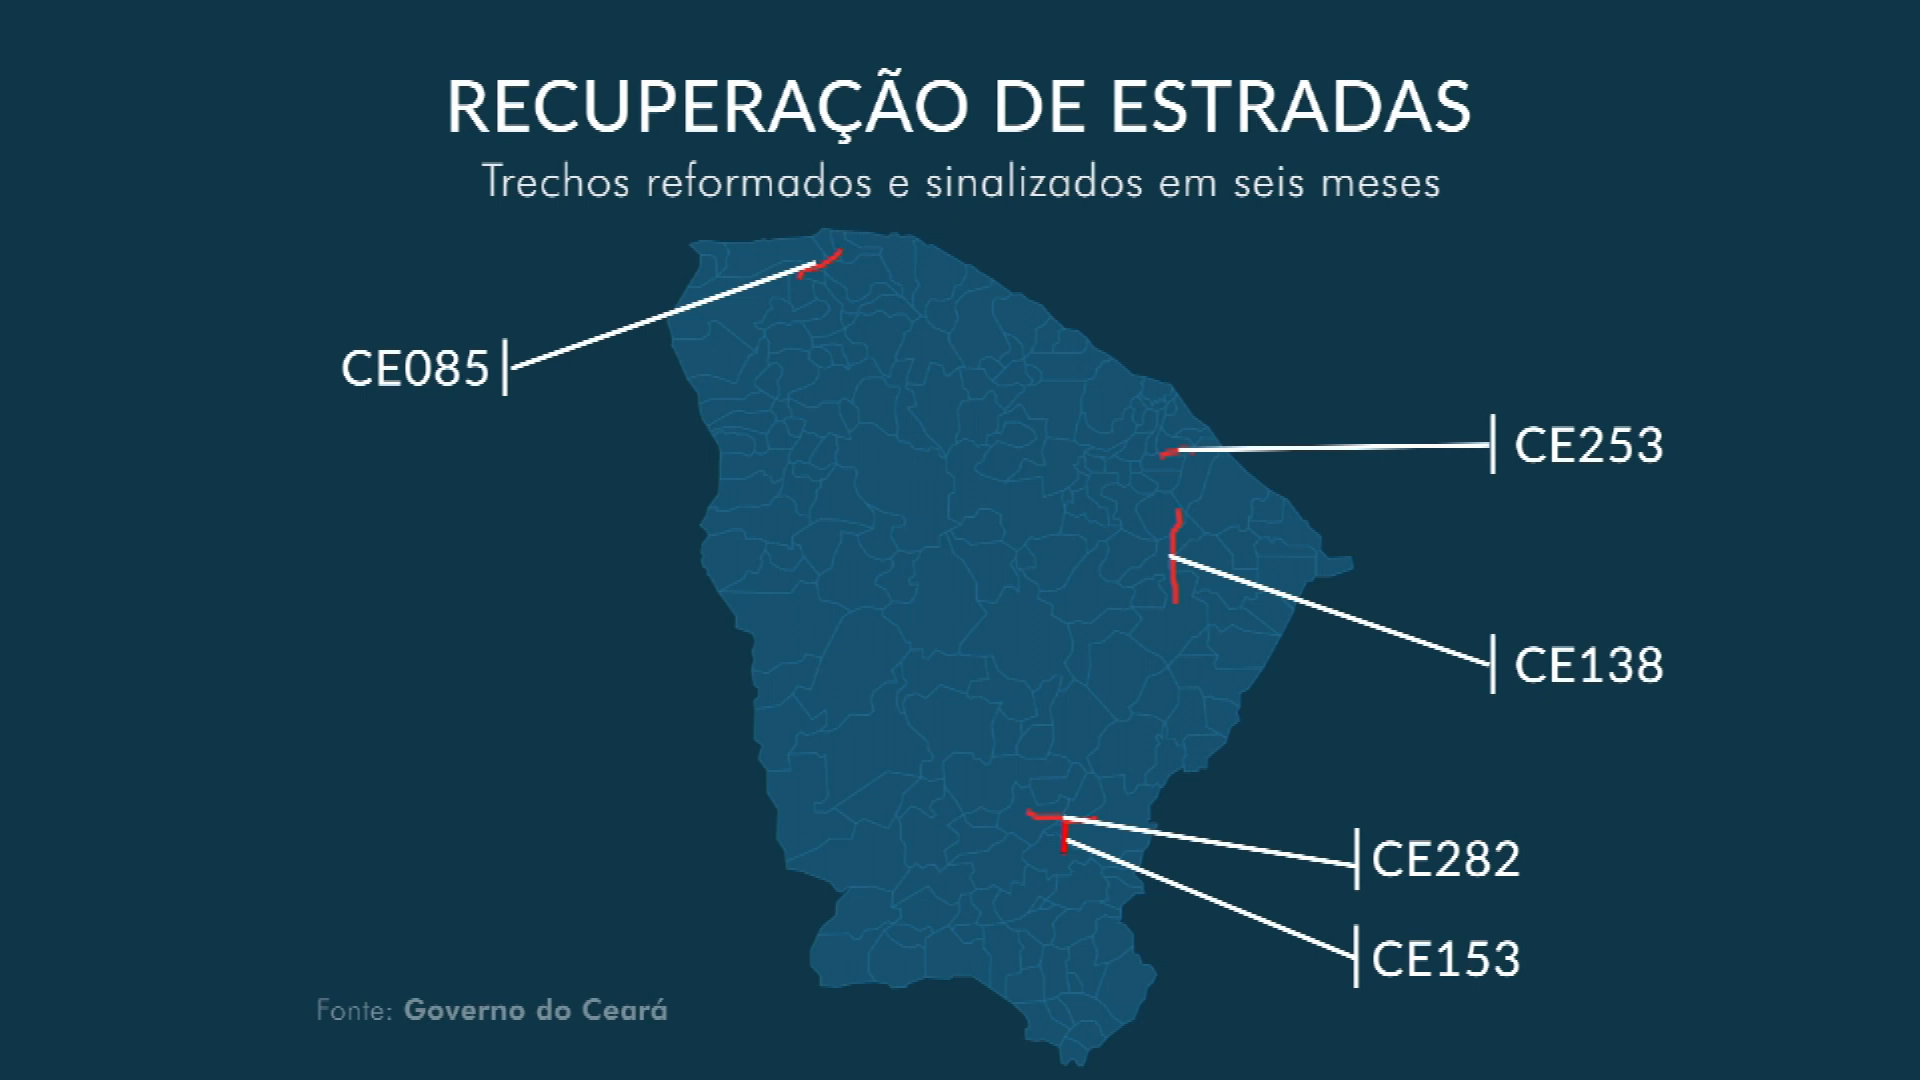 RECUPERAÇÃO DE ESTRADAS
Trechos reformados e sinalizados em seis meses
CE085
CE253
CE138
CE282
CE153
Fonte: Governo do Ceará